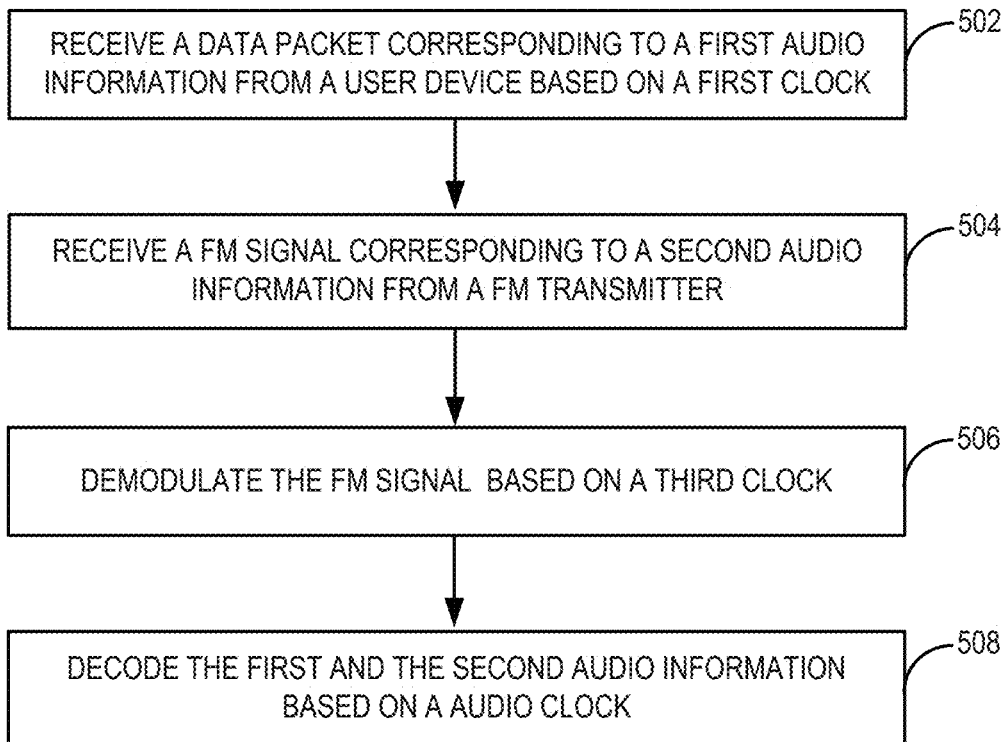 502
RECEIVE A DATA PACKET CORRESPONDING TO A FIRST AUDIO
INFORMATION FROM A USER DEVICE BASED ON A FIRST CLOCK
504
RECEIVE A FM SIGNAL CORRESPONDING TO A SECOND AUDIO
INFORMATION FROM A FM TRANSMITTER
506
DEMODULATE THE FM SIGNAL BASED ON A THIRD CLOCK
508
DECODE THE FIRST AND THE SECOND AUDIO INFORMATION
BASED ON A AUDIO CLOCK